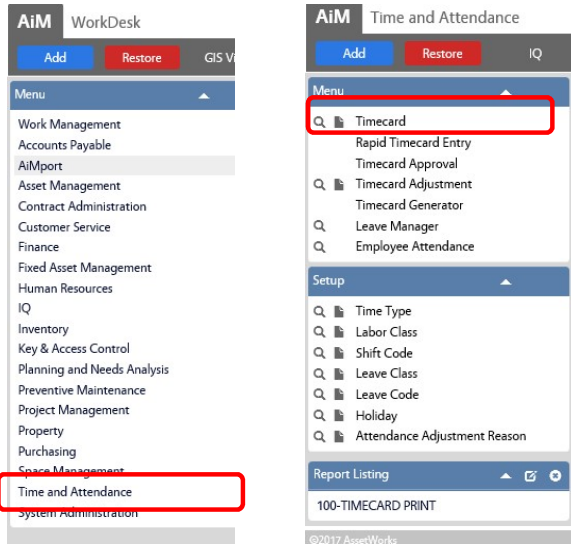 AiM WorkDesk
Add Restore GIS Vi
Menu
Work Management
Accounts Payable
AiMport
Asset Management
Contract Administration
Customer Service
Finance
Fixed Asset Management
Human Resources
IQ
Inventory
Key & Access Control
Planning and Needs Analysis
Preventive Maintenance
Project Management
Property
Purchasing
Space Management
Time and Attendance
System Administration
AiM Time and Attendance
Add Restore IQ
Menu
Timecard
Rapid Timecard Entry
Timecard Approval
Timecard Adjustment
Timecard Generator
Leave Manager
Employee Attendance
Setup
Time Type
Labor Class
Shift Code
Leave Class
Leave Code
Holiday
Attendance Adjustment Reason
Report Listing
100-TIMECARD PRINT
©2017 AssetWorks